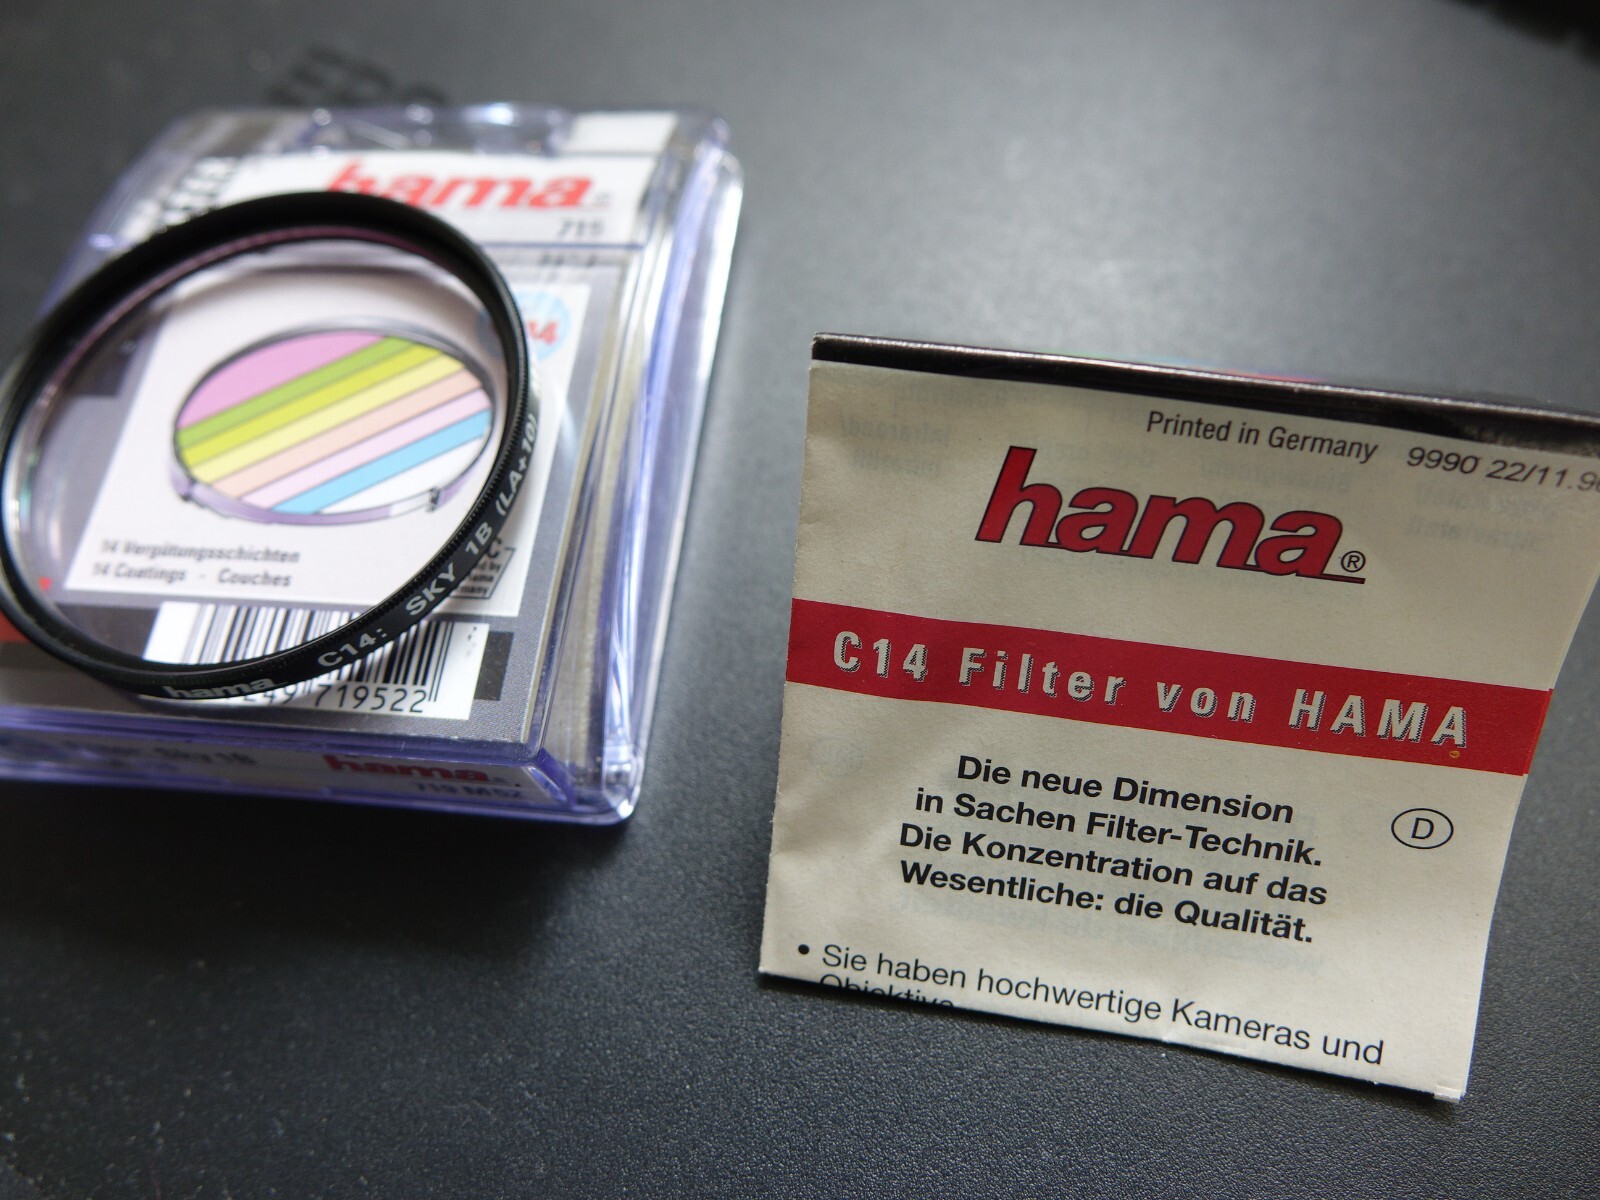 hama
715
14 Vergütungsschichten
14 Coatings - Couches
C14: SKY 1B (LA+10)
hama
719522
hama
Printed in Germany 9990 22/11.9
hama®
C14 Filter von HAMA
Die neue Dimension
in Sachen Filter-Technik.
Die Konzentration auf das
Wesentliche: die Qualität.
D
• Sie haben hochwertige Kameras und
Objektive